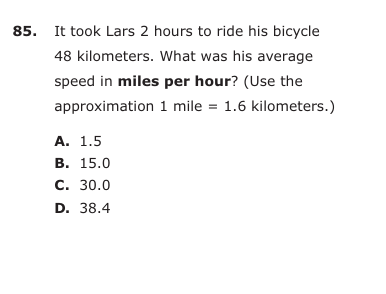 85. It took Lars 2 hours to ride his bicycle
48 kilometers. What was his average
speed in miles per hour? (Use the
approximation 1 mile = 1.6 kilometers.)
A. 1.5
B. 15.0
C. 30.0
D. 38.4